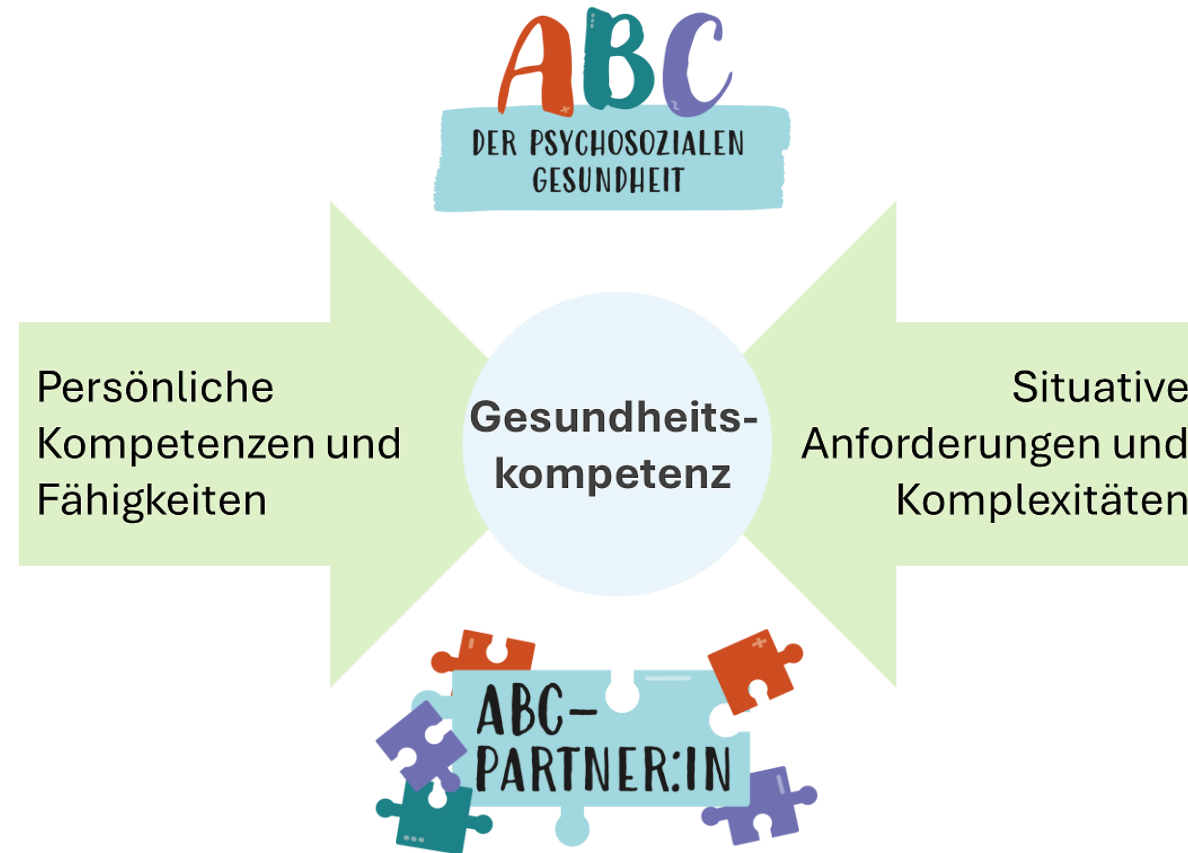 ABC
DER PSYCHOSOZIALEN
GESUNDHEIT
Persönliche
Kompetenzen und
Fähigkeiten
Gesundheits-
kompetenz
Situative
Anforderungen und
Komplexitäten
ABC-
PARTNER:IN